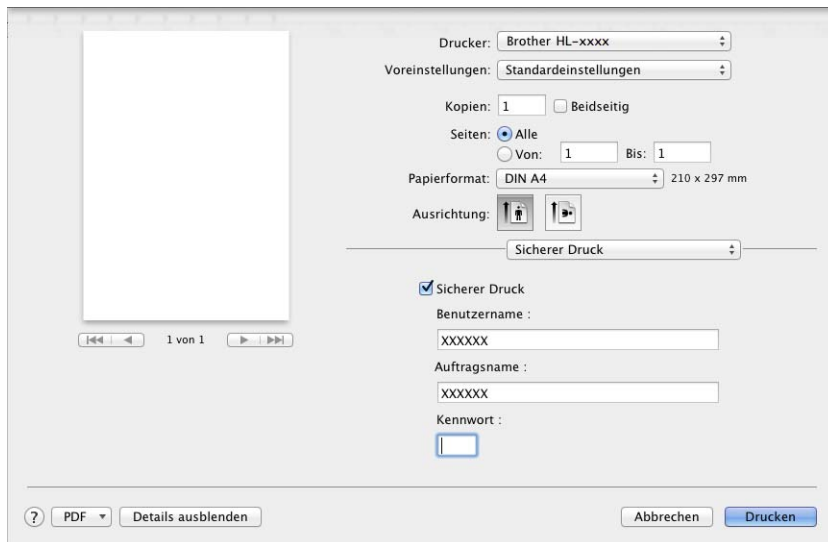 Drucker: Brother HL-xxxx
Voreinstellungen: Standardeinstellungen
Kopien: 1 Beidseitig
Seiten: Alle
Von: 1 Bis: 1
Papierformat: DIN A4 210 x 297 mm
Ausrichtung:
Sicherer Druck
Sicherer Druck
Benutzername :
XXXXXX
Auftragsname :
XXXXXX
Kennwort :
1 von 1
? PDF Details ausblenden Abbrechen Drucken